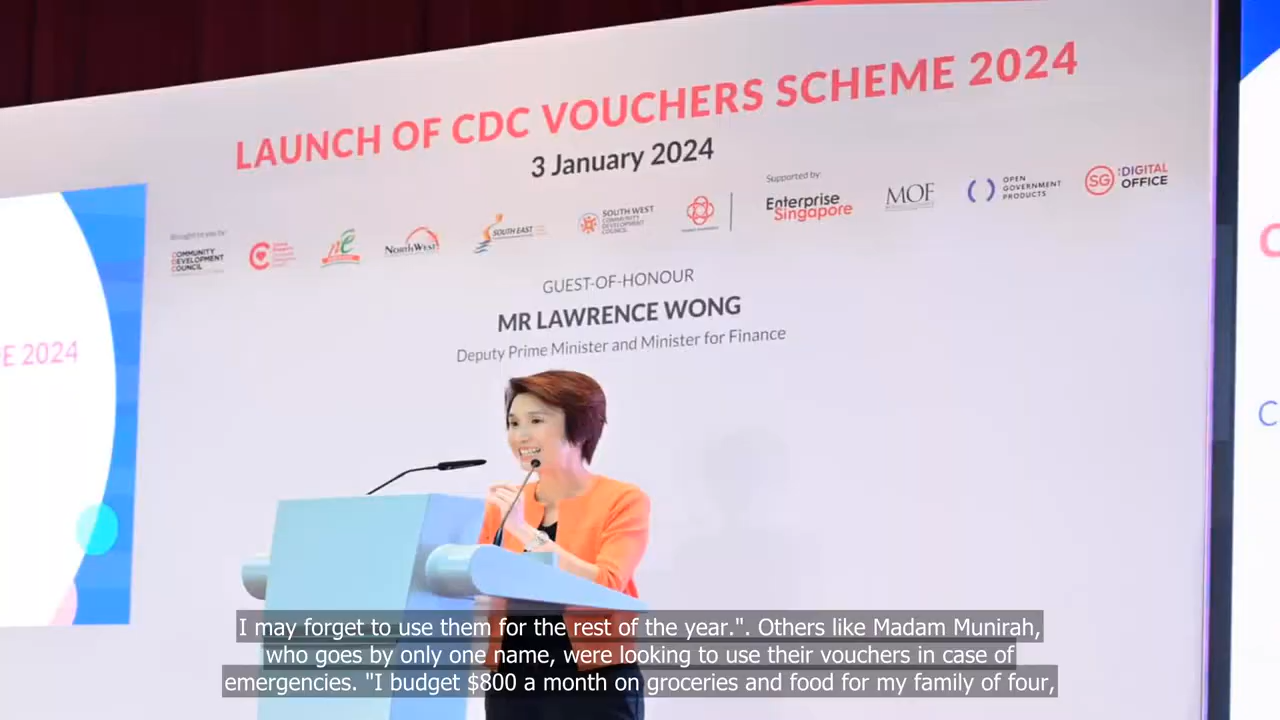 LAUNCH OF CDC VOUCHERS SCHEME 2024
3 January 2024
Brought to you by:
COMMUNITY
DEVELOPMENT
COUNCIL
NORTHWEST
SOUTH EAST
SOUTH WEST
COMMUNITY
DEVELOPMENT
COUNCIL
Supported by:
Enterprise
Singapore
MOF
OPEN
GOVERNMENT
PRODUCTS
SG
:DIGITAL
OFFICE
GUEST-OF-HONOUR
MR LAWRENCE WONG
Deputy Prime Minister and Minister for Finance
E 2024
C
C
I may forget to use them for the rest of the year.". Others like Madam Munirah,
who goes by only one name, were looking to use their vouchers in case of
emergencies. "I budget $800 a month on groceries and food for my family of four,